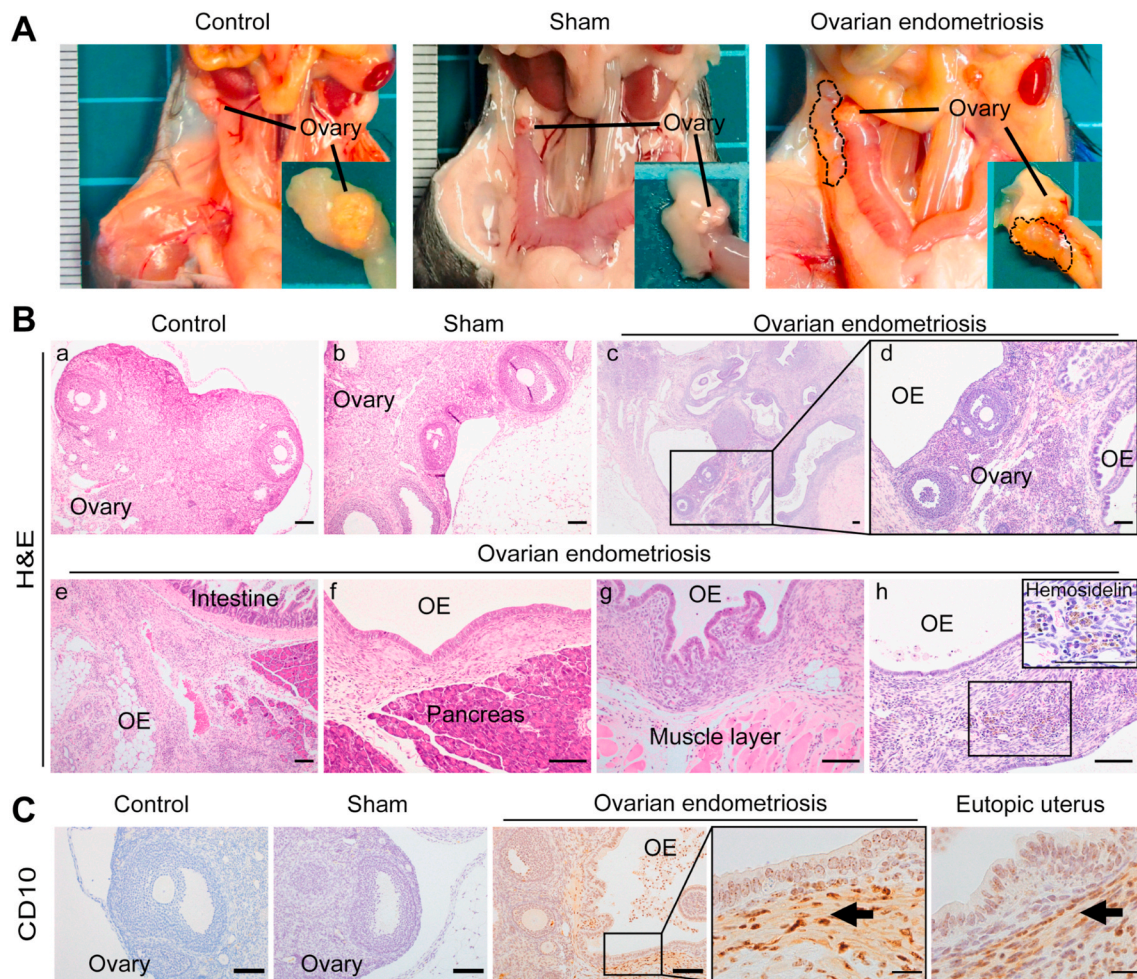 A
Control
Sham
Ovarian endometriosis
Ovary
Ovary
Ovary
B
Control
Sham
Ovarian endometriosis
H&E
a
Ovary
b
Ovary
c
d
OE
Ovary
OE
Ovarian endometriosis
e
Intestine
OE
f
OE
Pancreas
g
OE
Muscle layer
h
Hemosidelin
OE
C
Control
Sham
Ovarian endometriosis
Eutopic uterus
CD10
Ovary
Ovary
OE